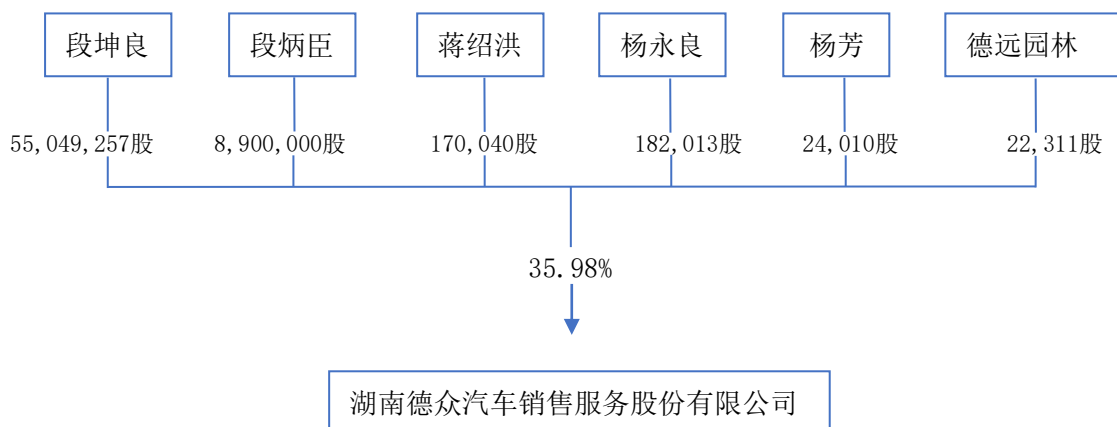 段坤良
段炳臣
蒋绍洪
杨永良
杨芳
德远园林
55,049,257股
8,900,000股
170,040股
182,013股
24,010股
22,311股
35.98%
湖南德众汽车销售服务股份有限公司